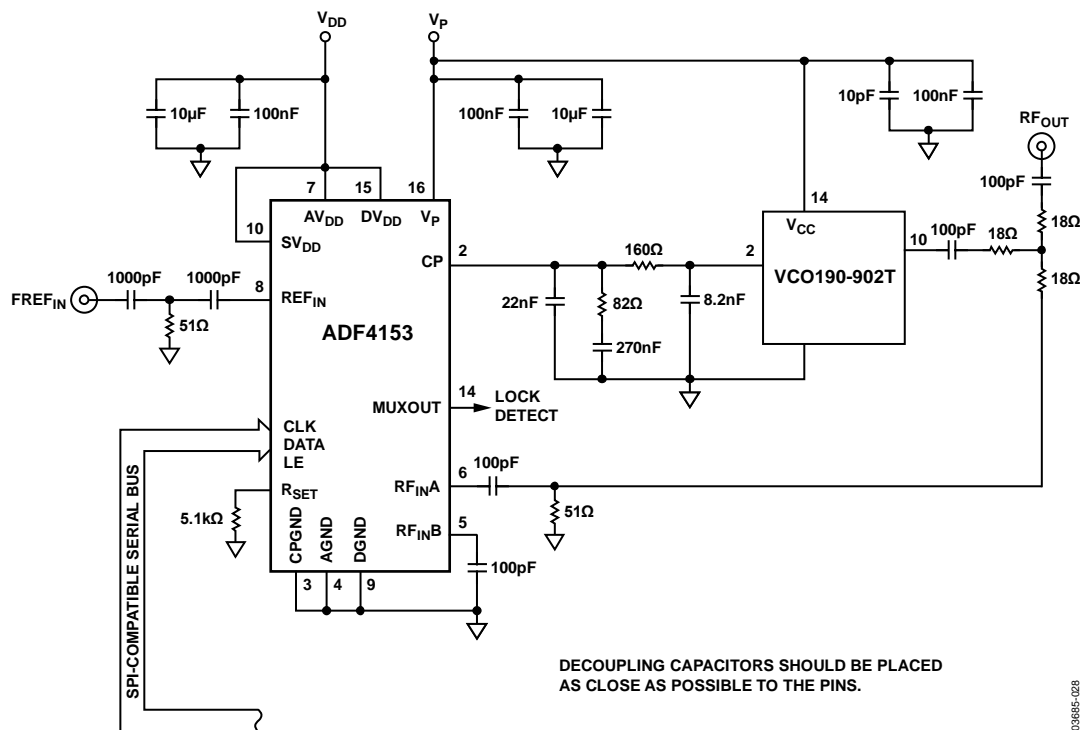 VDD
VP
10µF
100nF
100nF
10µF
10pF
100nF
RFOUT
100pF
18Ω
18Ω
7
15
16
14
AVDD
DVDD
VP
VCC
10
SVDD
CP
2
160Ω
2
10
100pF
18Ω
VCO190-902T
1000pF
1000pF
FREFIN
8
REFIN
51Ω
22nF
82Ω
8.2nF
270nF
ADF4153
MUXOUT
14
LOCK
DETECT
CLK
DATA
LE
RSET
5.1kΩ
RFINA
6
100pF
51Ω
RFINB
5
100pF
CPGND
AGND
DGND
3
4
9
SPI-COMPATIBLE SERIAL BUS
DECOUPLING CAPACITORS SHOULD BE PLACED
AS CLOSE AS POSSIBLE TO THE PINS.
03685-028